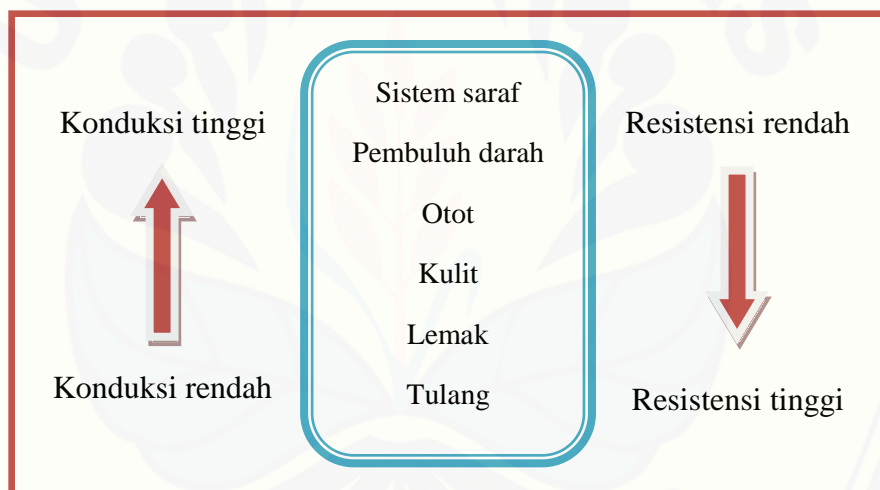 Konduksi tinggi
Konduksi rendah
Sistem saraf
Pembuluh darah
Otot
Kulit
Lemak
Tulang
Resistensi rendah
Resistensi tinggi